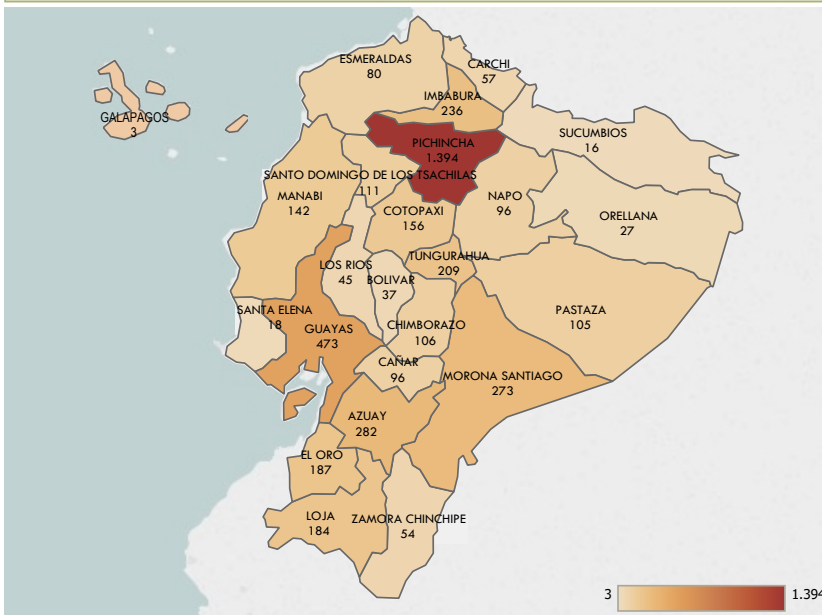 ESMERALDAS
80
CARCHI
57
IMBABURA
236
GALAPAGOS
3
SUCUMBIOS
16
PICHINCHA
1.394
SANTO DOMINGO DE LOS TSACHILAS
111
MANABI
142
NAPO
96
COTOPAXI
156
ORELLANA
27
TUNGURAHUA
209
LOS RIOS
45
BOLIVAR
37
SANTA ELENA
18
GUAYAS
473
CHIMBORAZO
106
PASTAZA
105
CAÑAR
96
MORONA SANTIAGO
273
AZUAY
282
EL ORO
187
LOJA
184
ZAMORA CHINCHIPE
54
3
1.394